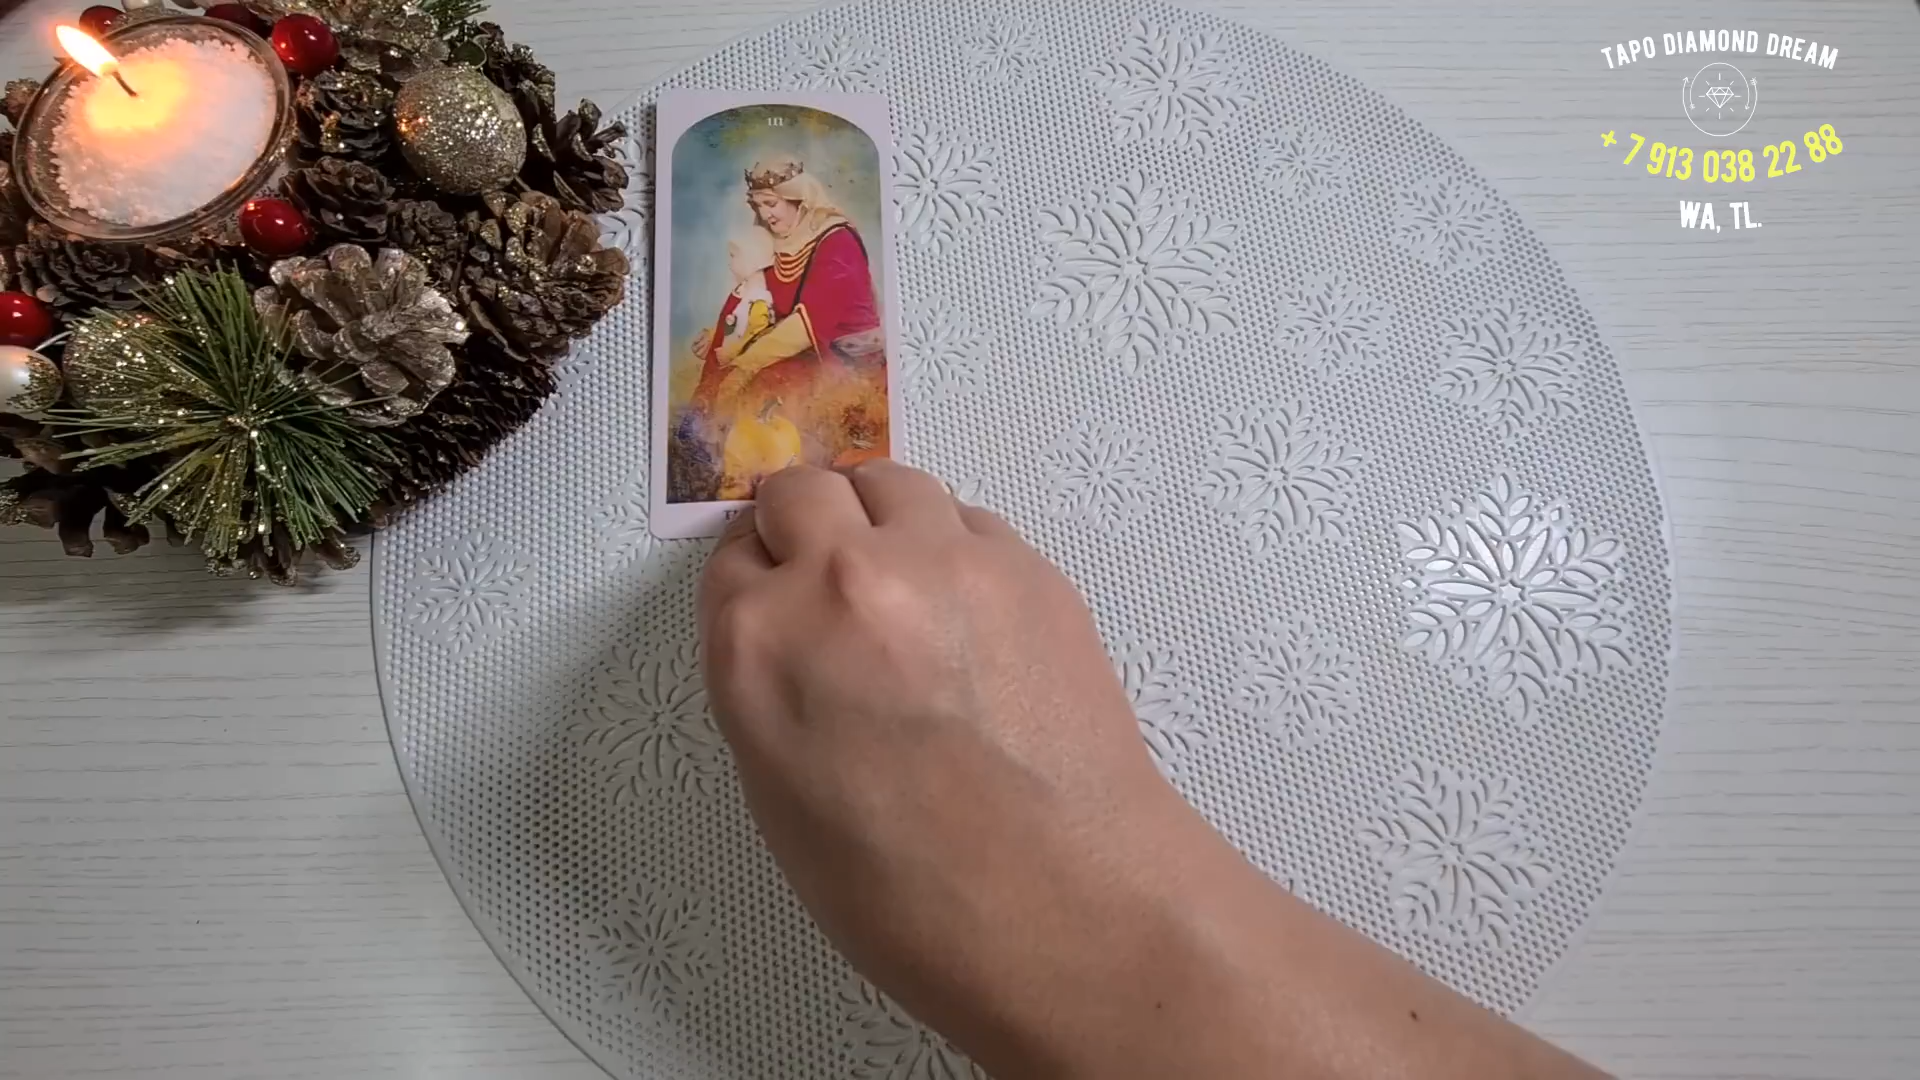 ТАРО DIAMOND DREAM
+ 7 913 038 22 88
WA, TL.
III